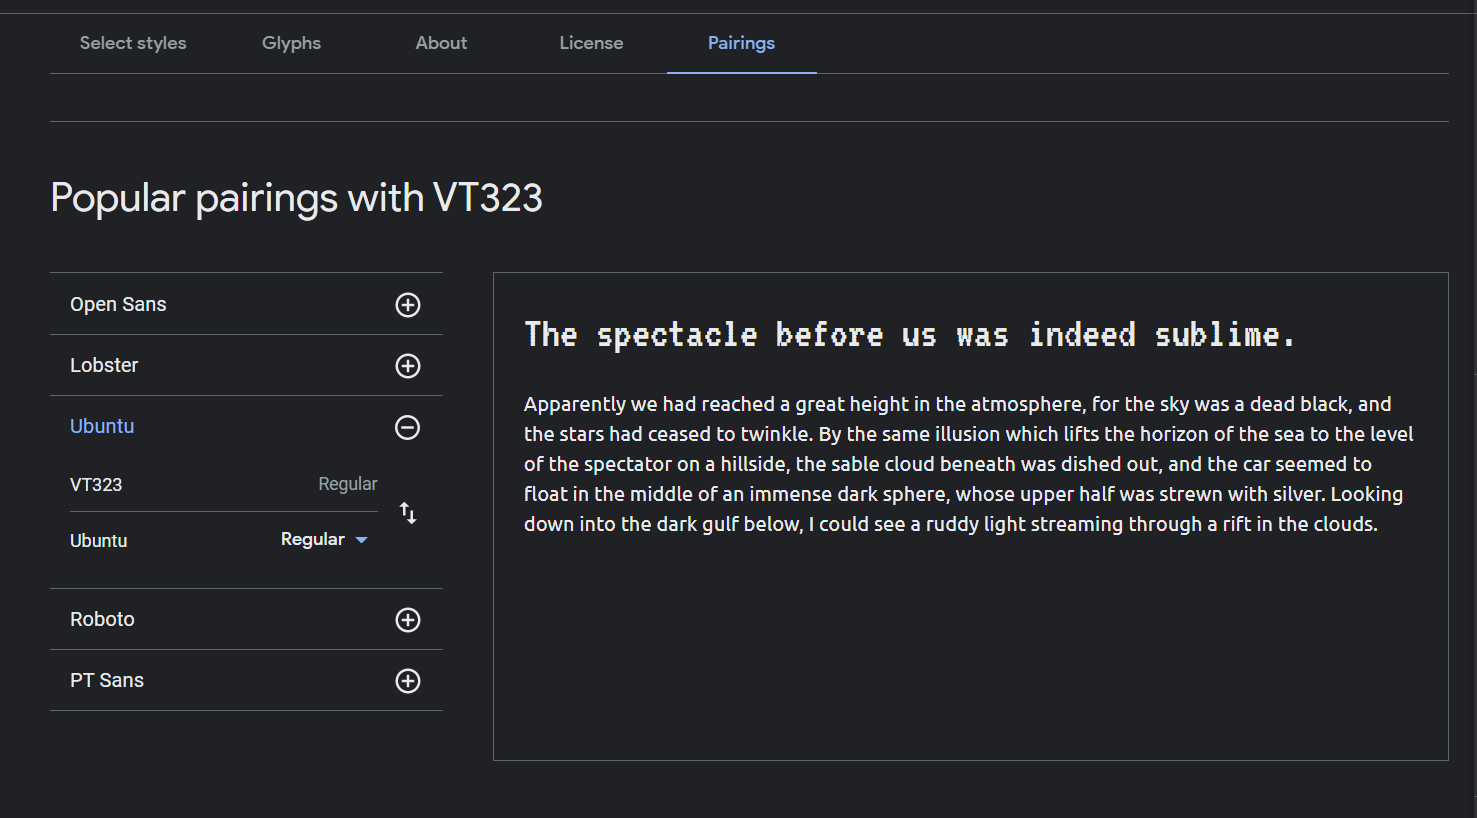 Select styles Glyphs About License Pairings
Popular pairings with VT323
Open Sans
Lobster
Ubuntu
VT323 Regular
Ubuntu Regular
Roboto
PT Sans
The spectacle before us was indeed sublime.
Apparently we had reached a great height in the atmosphere, for the sky was a dead black, and
the stars had ceased to twinkle. By the same illusion which lifts the horizon of the sea to the level
of the spectator on a hillside, the sable cloud beneath was dished out, and the car seemed to
float in the middle of an immense dark sphere, whose upper half was strewn with silver. Looking
down into the dark gulf below, I could see a ruddy light streaming through a rift in the clouds.